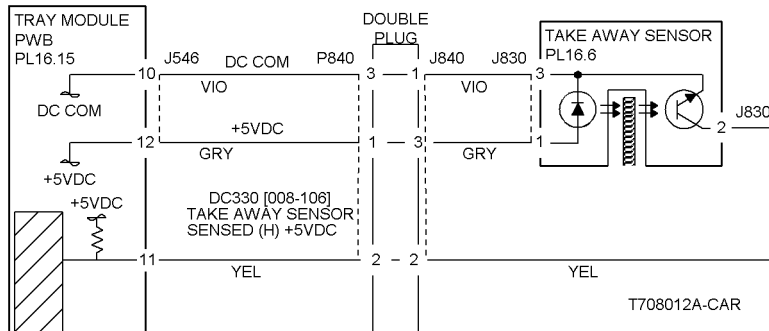 TRAY MODULE
PWB
PL16.15
DOUBLE
PLUG
TAKE AWAY SENSOR
PL16.6
J546 DC COM P840 J840 J830
10 3 1 3
DC COM VIO VIO
J830
2
+5VDC
12 1 3 1
GRY GRY
+5VDC
+5VDC
DC330 [008-106]
TAKE AWAY SENSOR
SENSED (H) +5VDC
11 2 2
YEL YEL
T708012A-CAR